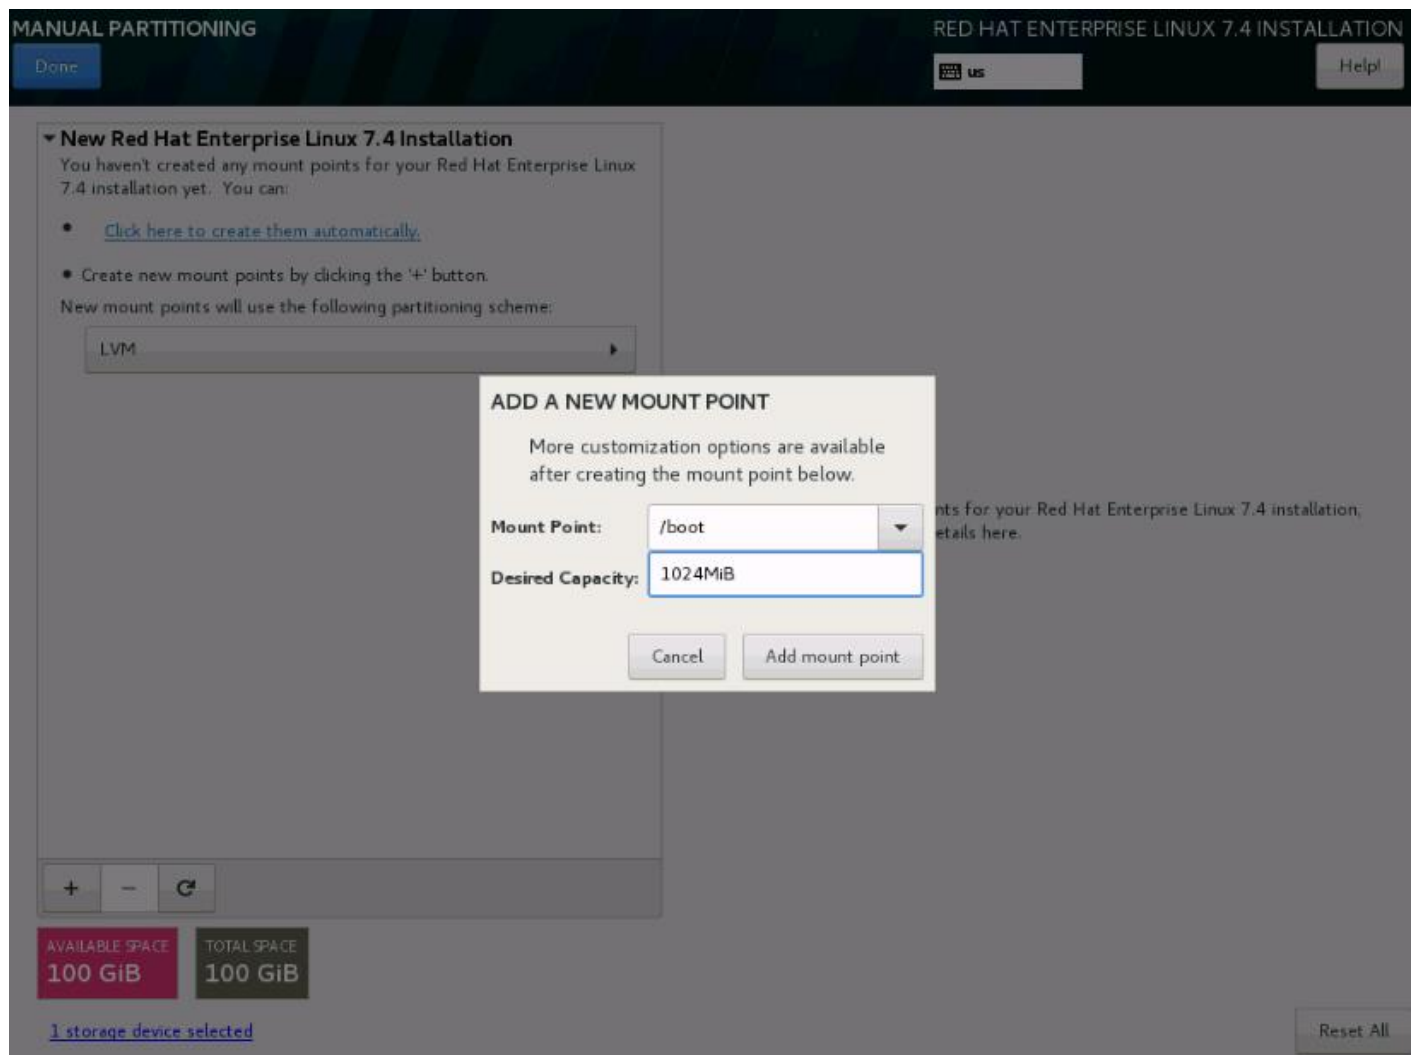 MANUAL PARTITIONING
RED HAT ENTERPRISE LINUX 7.4 INSTALLATION
Done
us
Help!
New Red Hat Enterprise Linux 7.4 Installation
You haven't created any mount points for your Red Hat Enterprise Linux
7.4 installation yet. You can:
• Click here to create them automatically.
• Create new mount points by clicking the '+' button.
New mount points will use the following partitioning scheme:
LVM
ADD A NEW MOUNT POINT
More customization options are available
after creating the mount point below.
Mount Point: /boot
Desired Capacity: 1024MiB
Cancel Add mount point
nts for your Red Hat Enterprise Linux 7.4 installation,
etails here.
+ −
AVAILABLE SPACE
100 GiB
TOTAL SPACE
100 GiB
1 storage device selected
Reset All